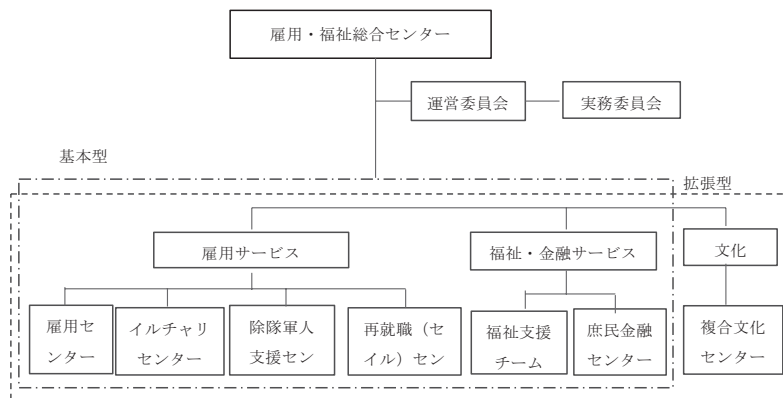 雇用・福祉総合センター
運営委員会
実務委員会
基本型
拡張型
雇用サービス
福祉・金融サービス
文化
雇用セ
ンター
イルチャリ
センター
除隊軍人
支援セン
再就職（セ
イル）セン
福祉支援
チーム
庶民金融
センター
複合文化
センター